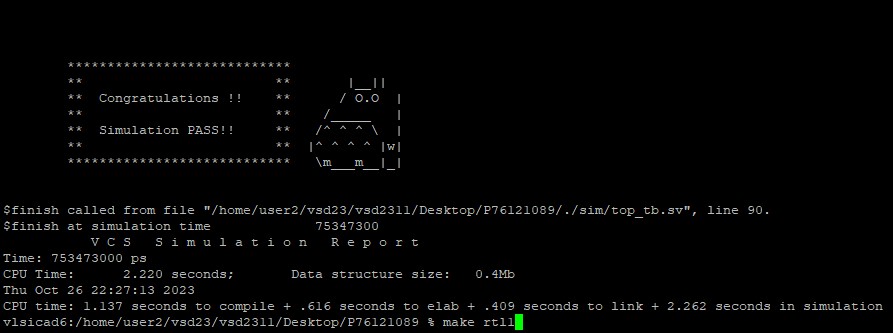 ****************************
**                        **       |__||
**  Congratulations !!    **      / O.O  |
**                        **    /_____   |
**  Simulation PASS!!     **   /^ ^ ^ \  |
**                        **  |^ ^ ^ ^ |w|
****************************   \m___m__|_|
$finish called from file "/home/user2/vsd23/vsd2311/Desktop/P76121089/./sim/top_tb.sv", line 90.
$finish at simulation time             75347300
V C S   S i m u l a t i o n   R e p o r t
Time: 753473000 ps
CPU Time:      2.220 seconds;       Data structure size:   0.4Mb
Thu Oct 26 22:27:13 2023
CPU time: 1.137 seconds to compile + .616 seconds to elab + .409 seconds to link + 2.262 seconds in simulation
vlsicad6:/home/user2/vsd23/vsd2311/Desktop/P76121089 % make rtl1